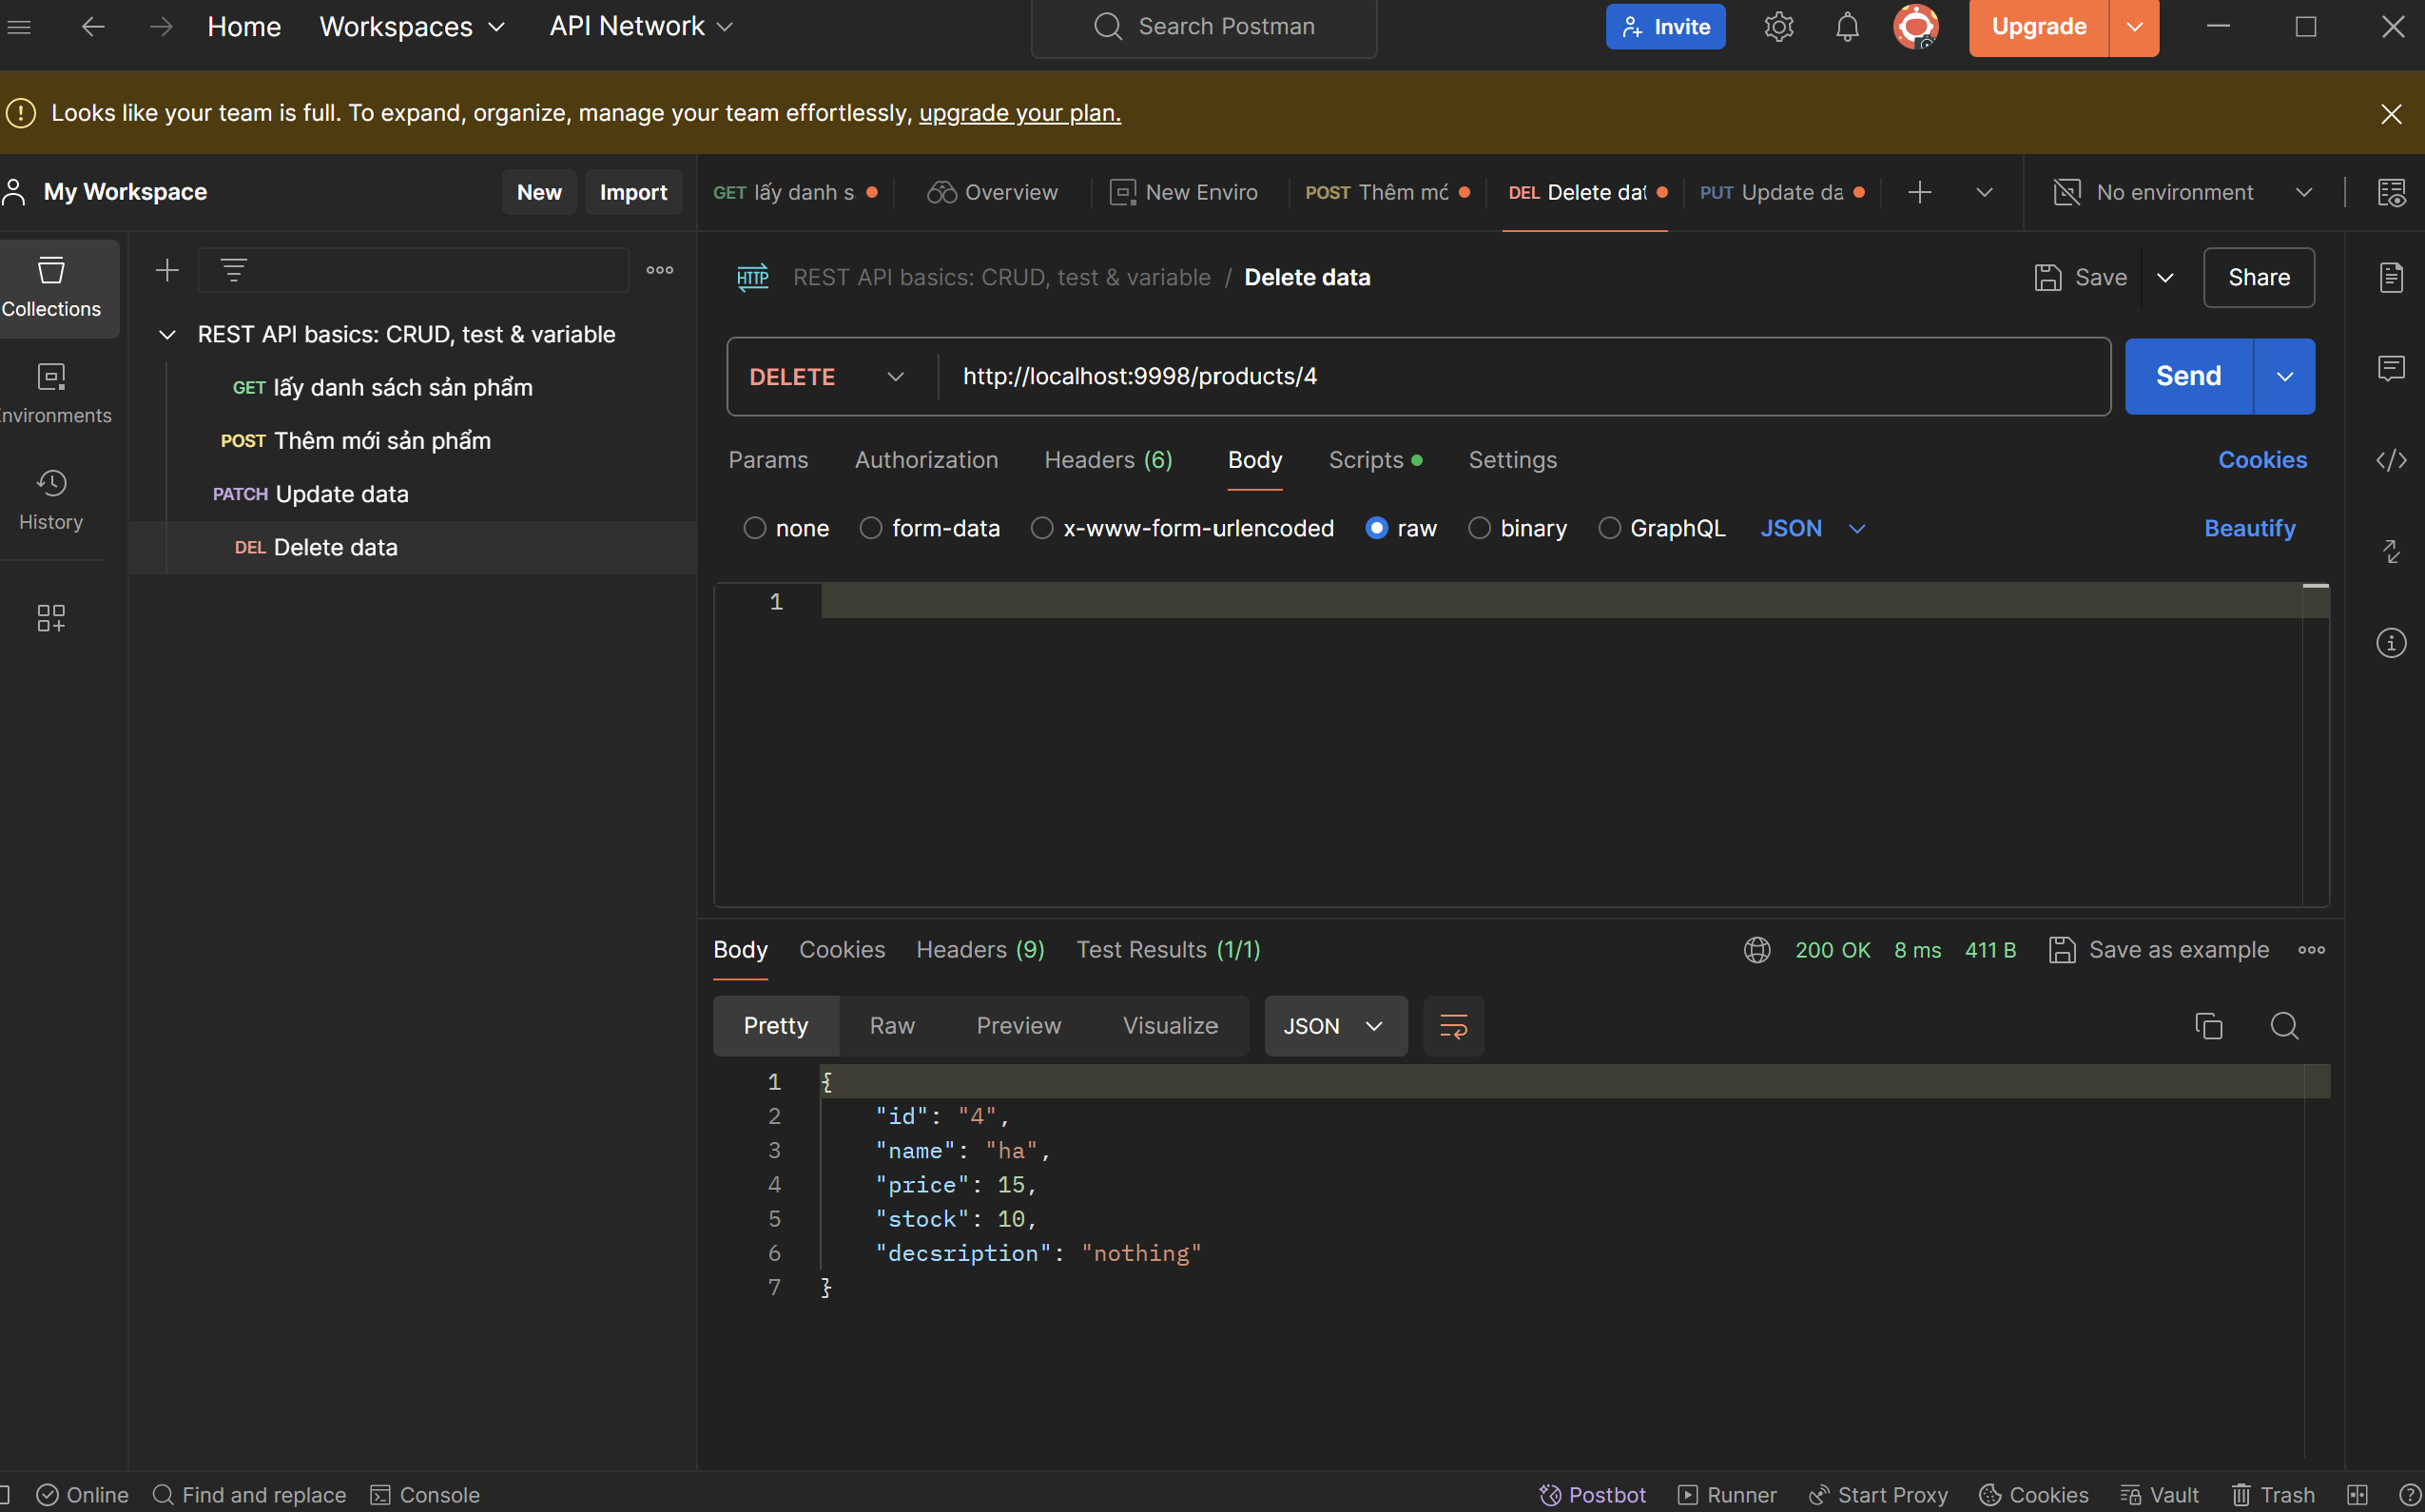 Home Workspaces API Network Search Postman Invite Upgrade
Looks like your team is full. To expand, organize, manage your team effortlessly, upgrade your plan.
My Workspace New Import GET lấy danh s Overview New Enviro POST Thêm mớ DEL Delete dat PUT Update da No environment
Collections
REST API basics: CRUD, test & variable / Delete data Save Share
REST API basics: CRUD, test & variable
GET lấy danh sách sản phẩm
DELETE http://localhost:9998/products/4 Send
nvironments
POST Thêm mới sản phẩm
Params Authorization Headers (6) Body Scripts Settings Cookies
PATCH Update data
History
none form-data x-www-form-urlencoded raw binary GraphQL JSON Beautify
DEL Delete data
1
Body Cookies Headers (9) Test Results (1/1) 200 OK 8 ms 411 B Save as example
Pretty Raw Preview Visualize JSON
1 {
2 "id": "4",
3 "name": "ha",
4 "price": 15,
5 "stock": 10,
6 "decsription": "nothing"
7 }
Online Find and replace Console Postbot Runner Start Proxy Cookies Vault Trash